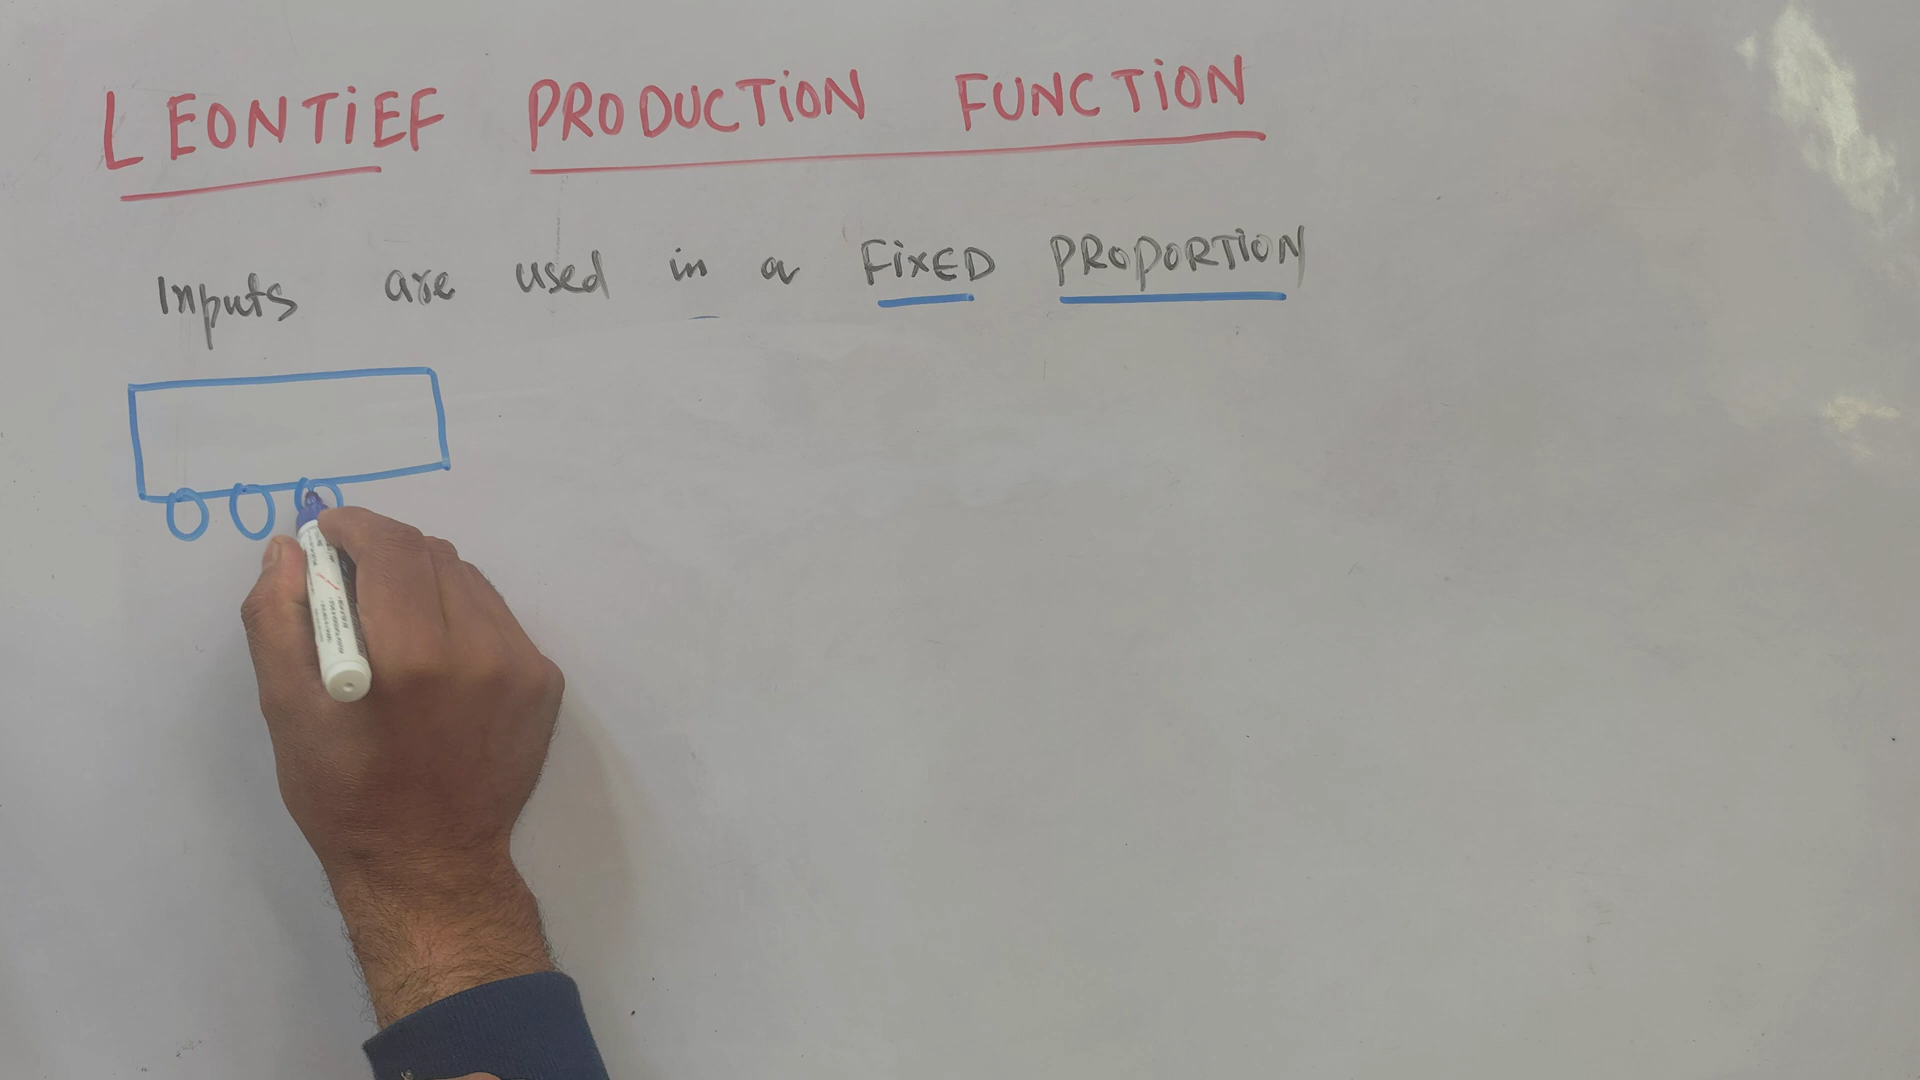 LEONTiEF PRODUCTiON FUNCTiON
Inputs are used in a FiXED PROPORTiON